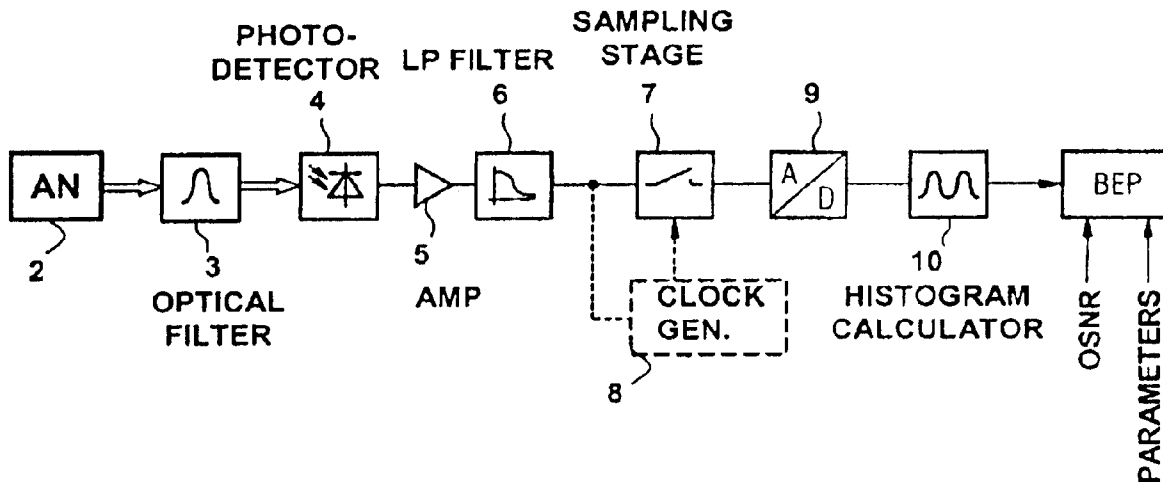 PHOTO-
DETECTOR
4
LP FILTER
6
SAMPLING
STAGE
7
9
AN
A
D
BEP
2
3
OPTICAL
FILTER
5
AMP
CLOCK
GEN.
8
10
HISTOGRAM
CALCULATOR
OSNR
PARAMETERS